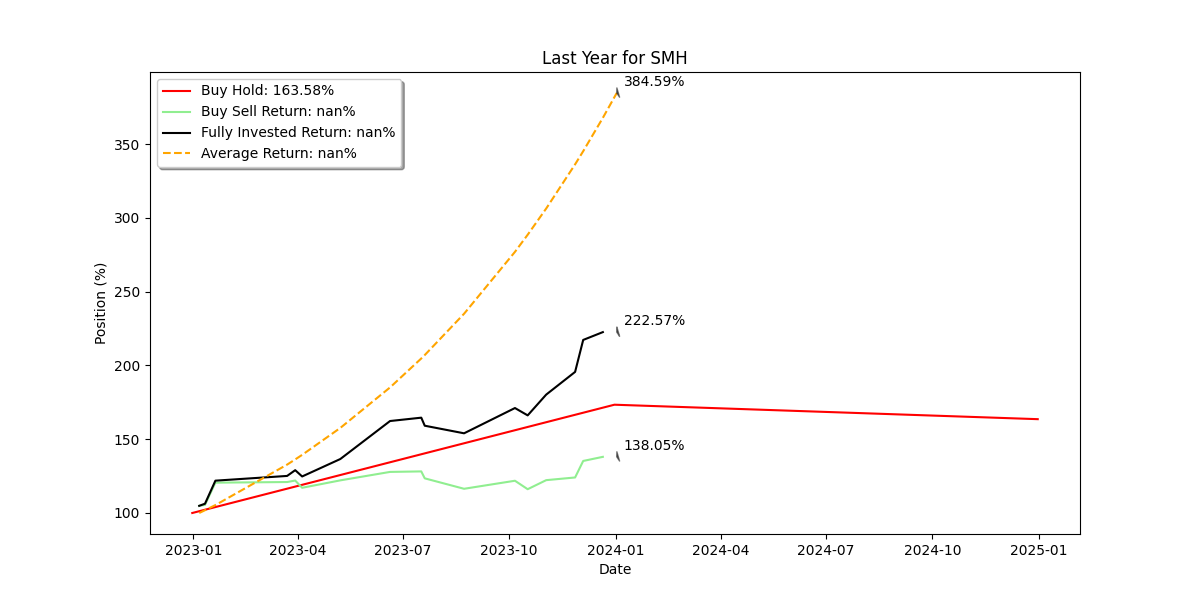 Last Year for SMH
384.59%
Buy Hold: 163.58%
Buy Sell Return: nan%
Fully Invested Return: nan%
Average Return: nan%
350
300
250
200
150
100
222.57%
138.05%
Position (%)
2023-01 2023-04 2023-07 2023-10 2024-01 2024-04 2024-07 2024-10 2025-01
Date